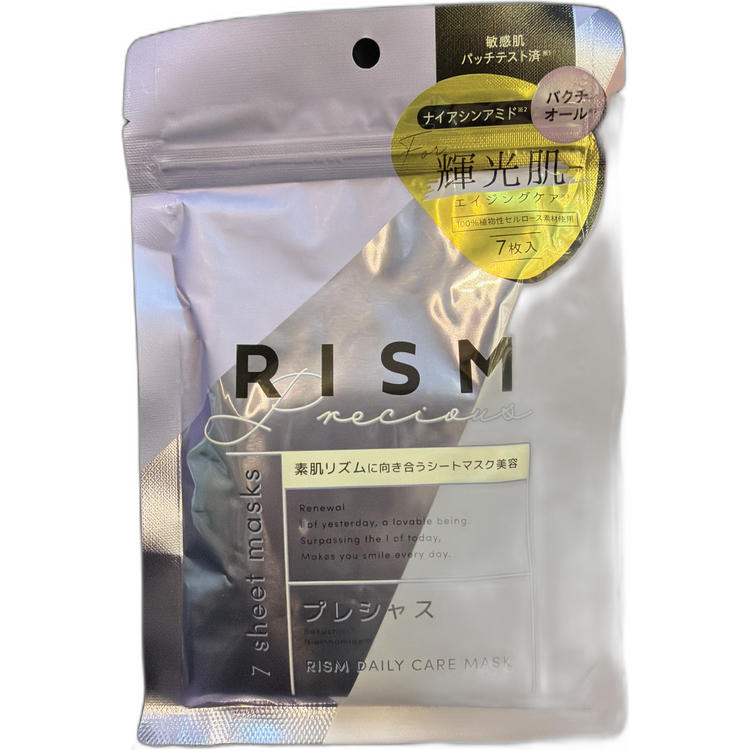 敏感肌
パッチテスト済※1
ナイアシンアミド※2
バクチ
オール
For
輝光肌
エイジングケア
100%植物性セルロース素材使用
7枚入
RISM
Precious
素肌リズムに向き合うシートマスク美容
7 sheet masks
Renewal
I of yesterday, a lovable being.
Surpassing the I of today,
Makes you smile every day.
プレシャス
RISM DAILY CARE MASK